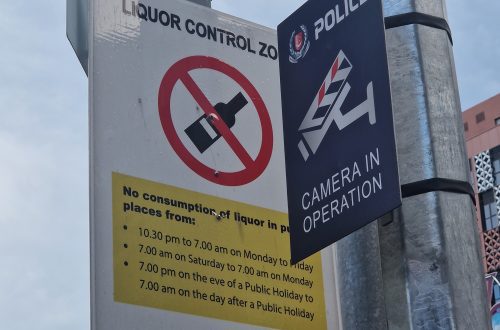 LIQUOR CONTROL ZO
POLICE
CAMERA IN
OPERATION
No consumption of liquor in pu
places from:
• 10.30 pm to 7.00 am on Monday to Friday
• 7.00 am on Saturday to 7.00 am on Monday
• 7.00 pm on the eve of a Public Holiday to
7.00 am on the day after a Public Holiday